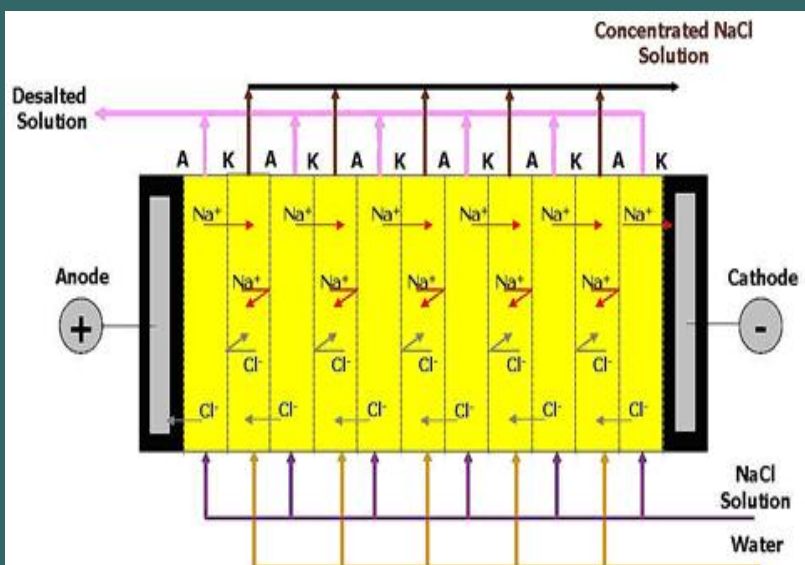 Concentrated NaCl
Solution
Desalted
Solution
A K A K A K A K A K A K
Na⁺ Na⁺ Na⁺ Na⁺ Na⁺ Na⁺
Anode
Cathode
Na⁺ Na⁺ Na⁺ Na⁺ Na⁺
+
-
Cl⁻ Cl⁻ Cl⁻ Cl⁻ Cl⁻
Cl⁻ Cl⁻ Cl⁻ Cl⁻ Cl⁻ Cl⁻
NaCl
Solution
Water